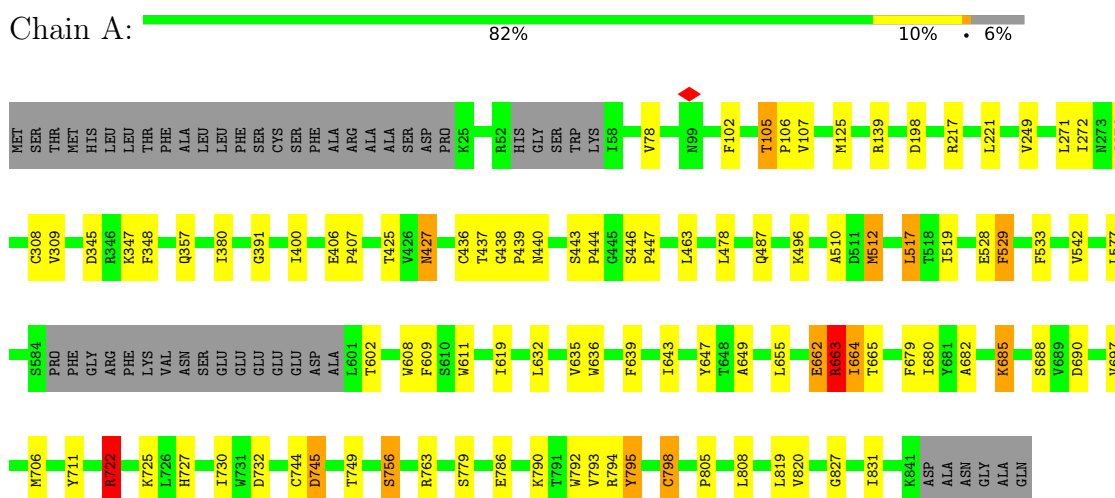 Chain A:
82% 10% • 6%
MET SER THR MET HIS LEU LEU THR PHE ALA LEU LEU PHE SER CYS SER PHE ALA ARG ALA ALA SER ASP PRO K25 R52 HIS GLY SER TRP LYS I58 V78 N99 F102 T105 P106 V107 M125 R139 D198 R217 L221 V249 L271 I272 N273
C308 V309 D345 R346 K347 F348 Q357 I380 G391 I400 E406 P407 T425 V426 N427 C436 T437 G438 P439 N440 S443 P444 G445 S446 P447 L463 L478 Q487 K496 A510 D511 M512 L517 T518 I519 E528 F529 F533 V542 L577
S584 PRO PHE GLY ARG PHE LYS VAL ASN SER GLU GLU GLU GLU GLU ASP ALA L601 T602 W608 F609 S610 W611 I619 L632 V635 W636 F639 I643 Y647 T648 A649 L655 E662 R663 I664 T665 F679 I680 Y681 A682 K685 S688 V689 D690 V697
M706 Y711 R722 K725 L726 H727 I730 W731 D732 C744 D745 T749 S756 R763 S779 E786 K790 T791 W792 V793 R794 Y795 C798 P805 L808 L819 V820 G827 I831 K841 ASP ALA ASN GLY ALA GLN